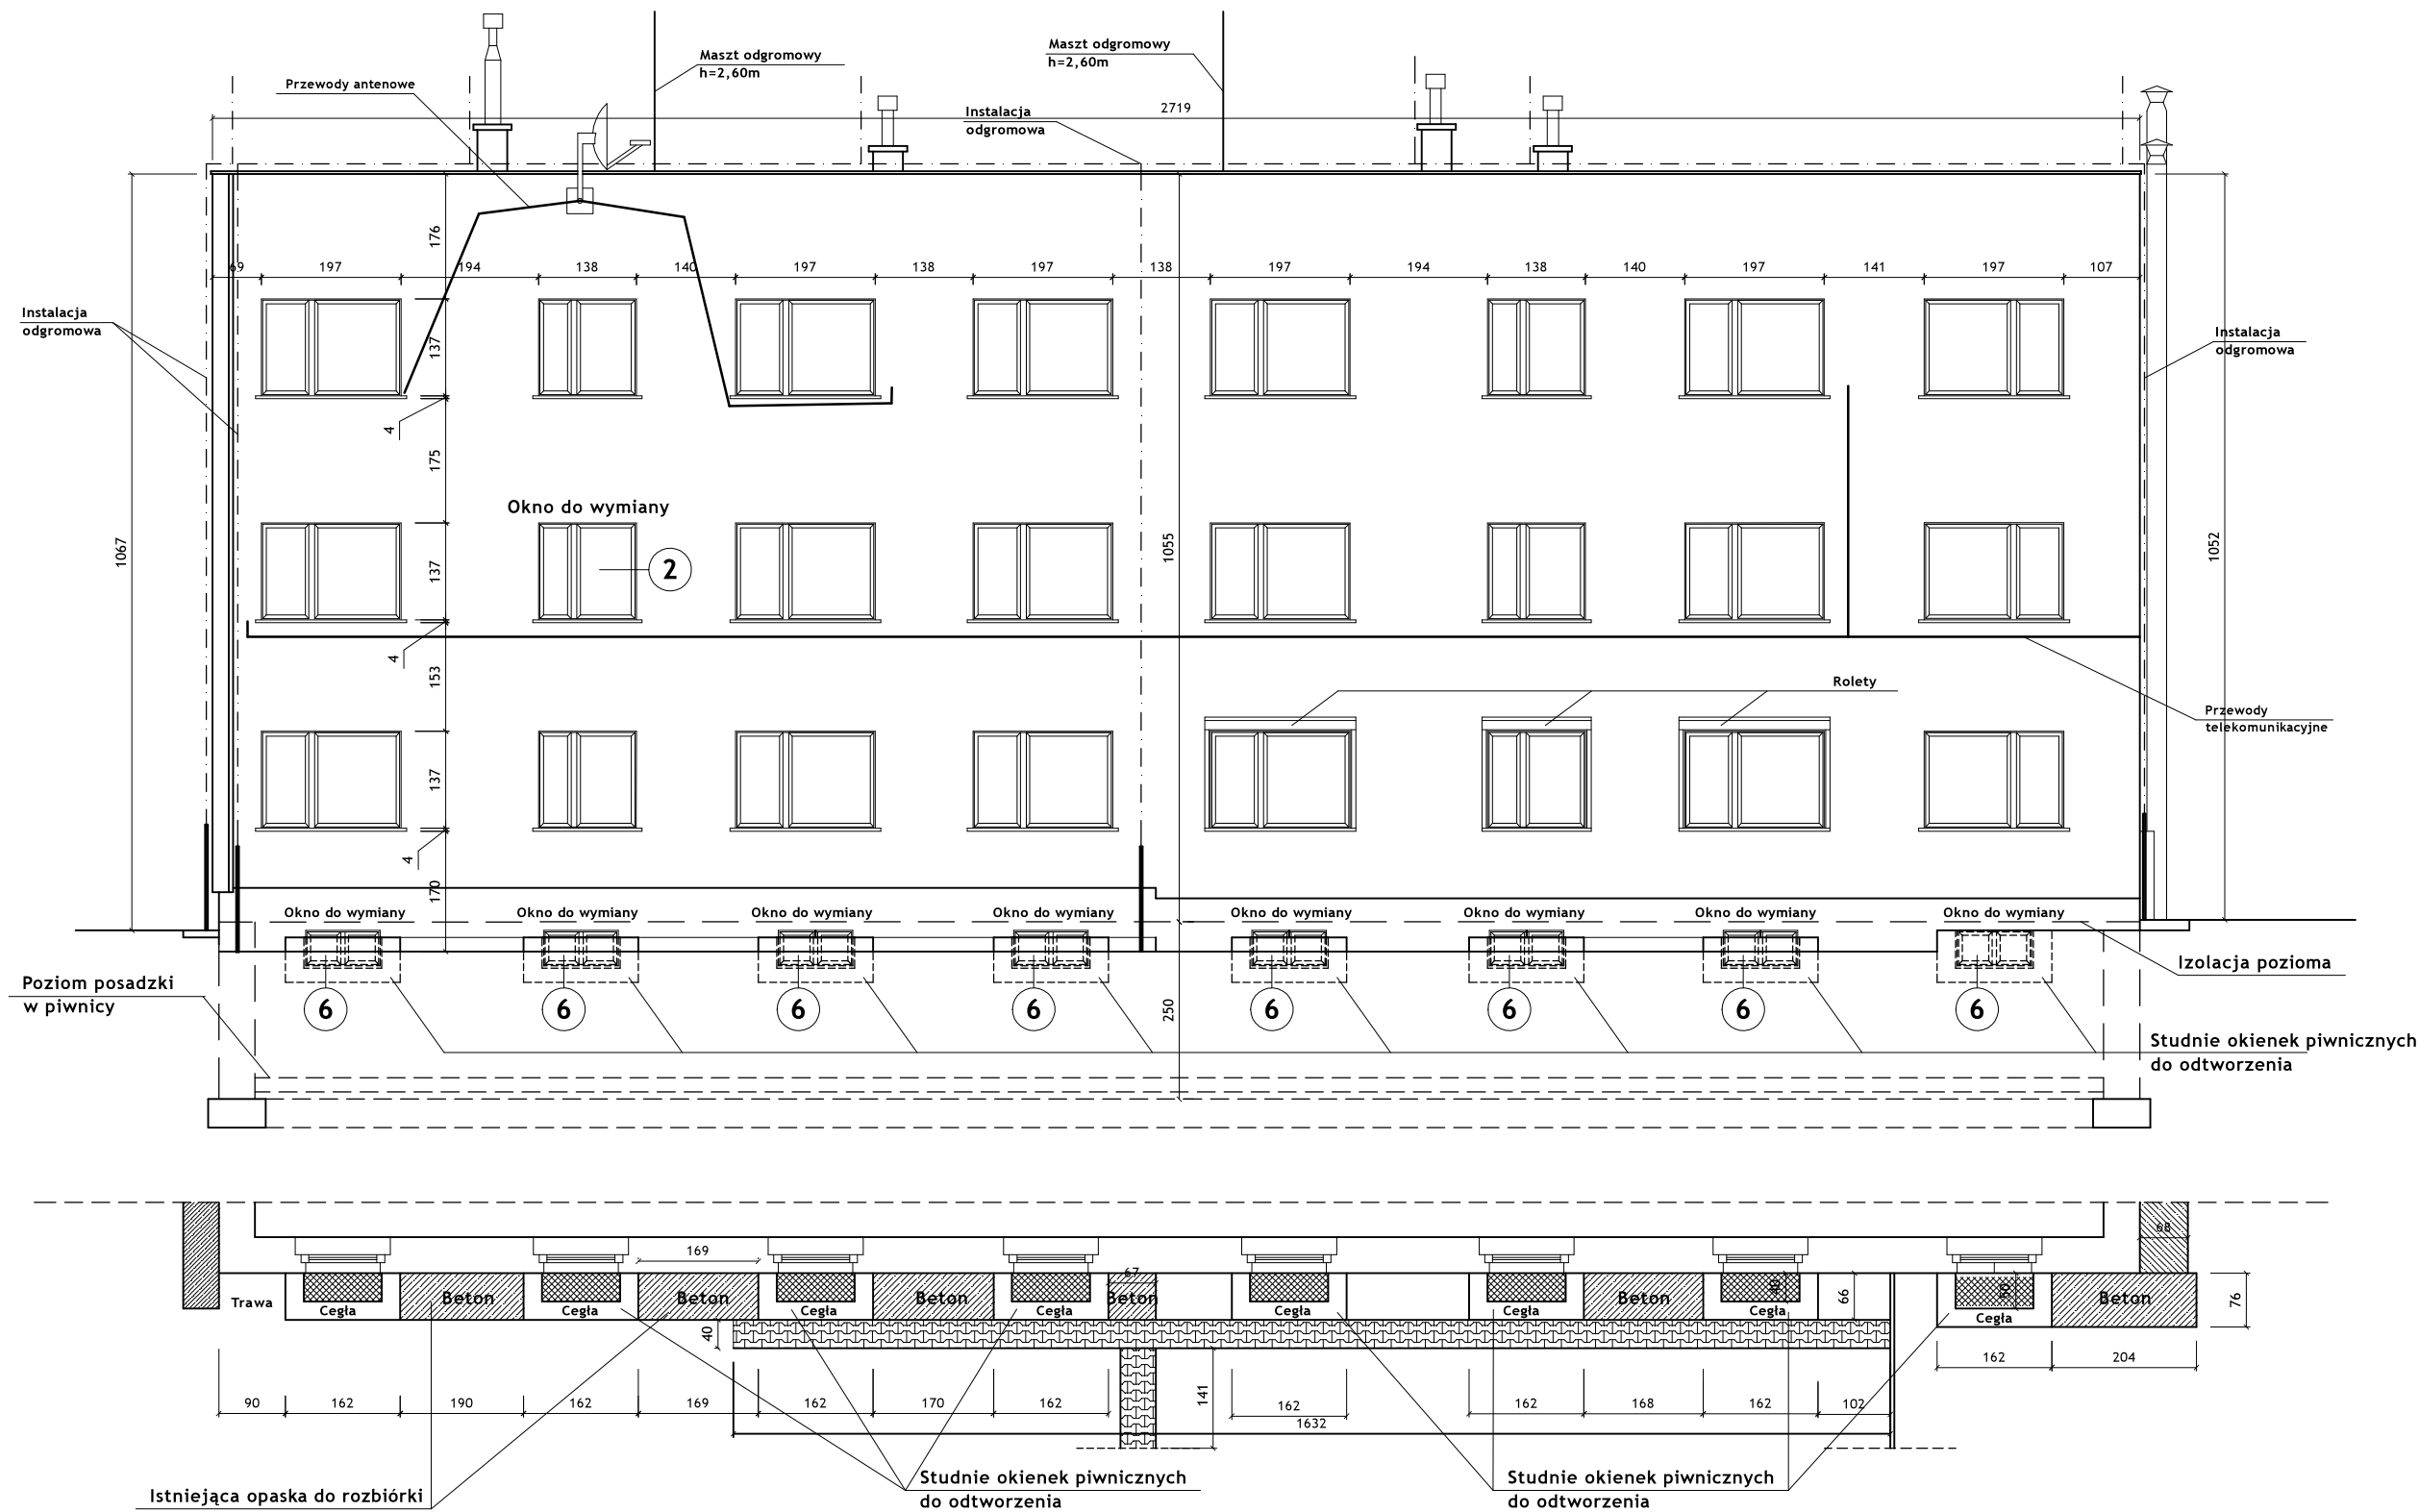 Maszt odgromowy
h=2,60m
Maszt odgromowy
h=2,60m
Przewody antenowe
Instalacja
odgromowa
2719
176
69
197
194
138
140
197
138
197
138
197
194
138
140
197
141
197
107
Instalacja
odgromowa
Instalacja
odgromowa
137
4
175
Okno do wymiany
2
1067
137
1055
1052
4
153
Rolety
Przewody
telekomunikacyjne
137
4
170
Okno do wymiany
Okno do wymiany
Okno do wymiany
Okno do wymiany
Okno do wymiany
Okno do wymiany
Okno do wymiany
Okno do wymiany
Izolacja pozioma
Poziom posadzki
w piwnicy
6
6
6
6
250
6
6
6
6
Studnie okienek piwnicznych
do odtworzenia
169
67
68
Trawa
Cegła
Beton
Cegła
Beton
Cegła
Beton
Cegła
Beton
Cegła
Cegła
Beton
40
Cegła
66
50
Cegła
Beton
76
40
162
204
90
162
190
162
169
162
170
162
141
162
162
168
162
102
1632
Istniejąca opaska do rozbiórki
Studnie okienek piwnicznych
do odtworzenia
Studnie okienek piwnicznych
do odtworzenia